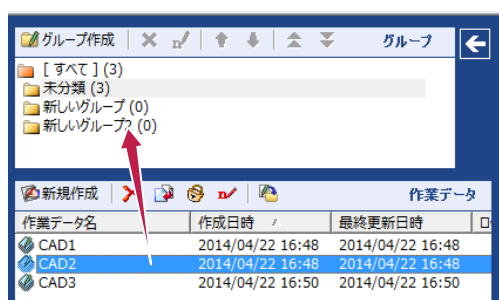 グループ作成 グループ
[ すべて ] (3)
未分類 (3)
新しいグループ (0)
新しいグループ2 (0)
新規作成 作業データ
作業データ名 作成日時 最終更新日時 ロ
CAD1 2014/04/22 16:48 2014/04/22 16:48
CAD2 2014/04/22 16:48 2014/04/22 16:48
CAD3 2014/04/22 16:50 2014/04/22 16:50